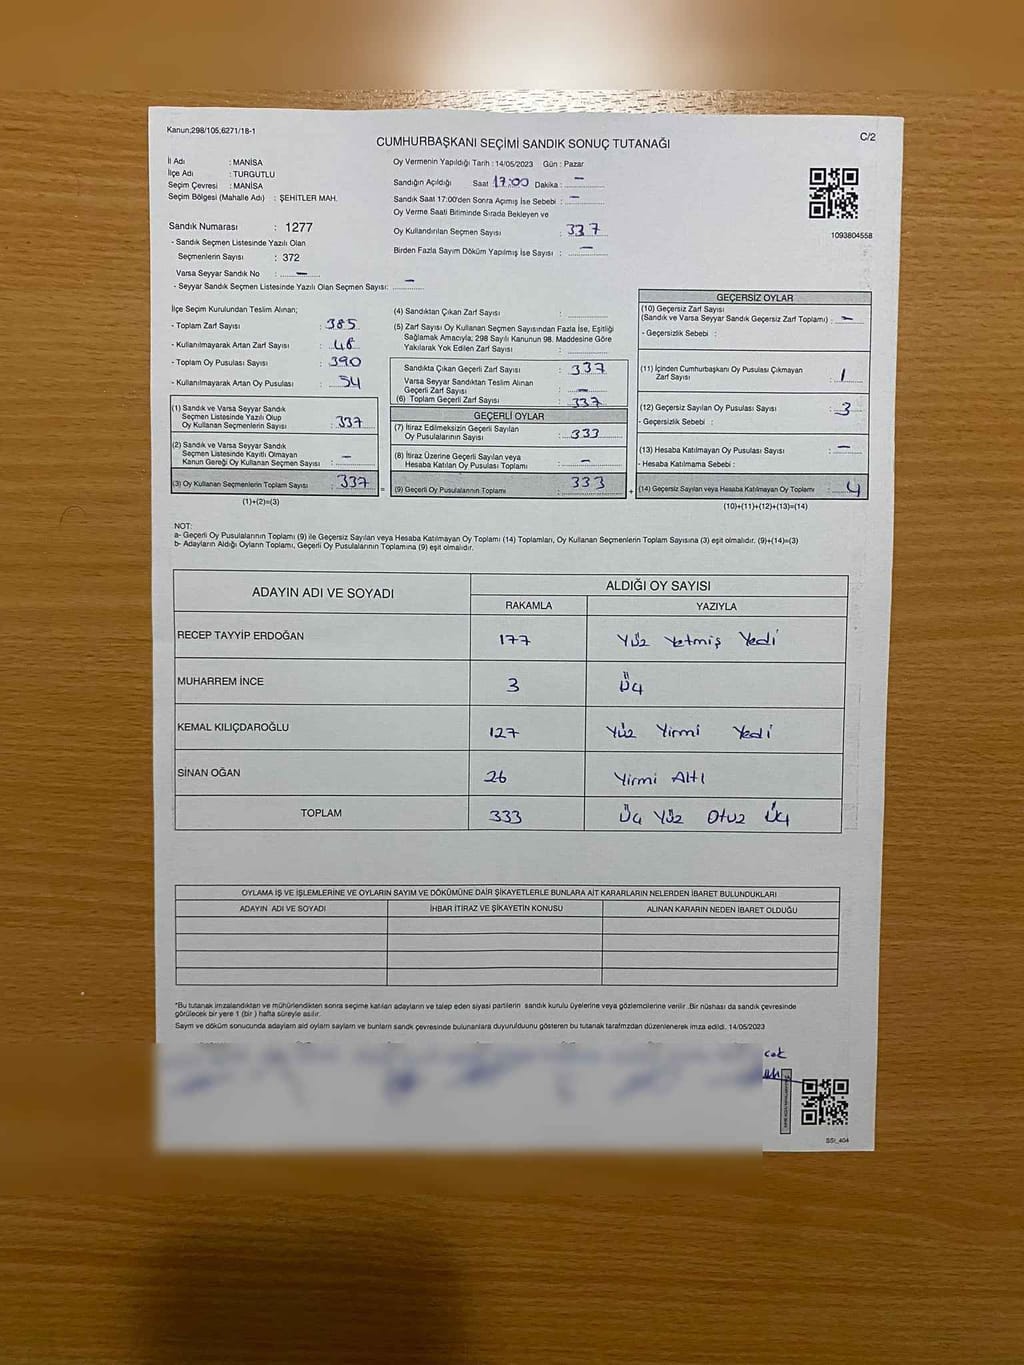 Kanun,298/105,6271/18-1
C/2
CUMHURBAŞKANI SEÇİMİ SANDIK SONUÇ TUTANAĞI
İl Adı : MANİSA
İlçe Adı : TURGUTLU
Seçim Çevresi : MANİSA
Seçim Bölgesi (Mahalle Adı) : ŞEHİTLER MAH.
Sandık Numarası : 1277
- Sandık Seçmen Listesinde Yazılı Olan
Seçmenlerin Sayısı : 372
Varsa Seyyar Sandık No : —
- Seyyar Sandık Seçmen Listesinde Yazılı Olan Seçmen Sayısı: —
Oy Vermenin Yapıldığı Tarih : 14/05/2023 Gün : Pazar
Sandığın Açıldığı Saat 17:00 Dakika : —
Sandık Saat 17:00'den Sonra Açımış İse Sebebi : —
Oy Verme Saati Bitiminde Sırada Bekleyen ve
Oy Kullandırılan Seçmen Sayısı : 337
Birden Fazla Sayım Döküm Yapılmış İse Sayısı : —
1093804558
İlçe Seçim Kurulundan Teslim Alınan;
- Toplam Zarf Sayısı : 385
- Kullanılmayarak Artan Zarf Sayısı : 48
- Toplam Oy Pusulası Sayısı : 390
- Kullanılmayarak Artan Oy Pusulası : 54
(1) Sandık ve Varsa Seyyar Sandık
Seçmen Listesinde Yazılı Olup
Oy Kullanan Seçmenlerin Sayısı : 337
(2) Sandık ve Varsa Seyyar Sandık
Seçmen Listesinde Kayıtlı Olmayan
Kanun Gereği Oy Kullanan Seçmen Sayısı : —
(3) Oy Kullanan Seçmenlerin Toplam Sayısı : 337
(1)+(2)=(3)
(4) Sandıktan Çıkan Zarf Sayısı :
(5) Zarf Sayısı Oy Kullanan Seçmen Sayısından Fazla İse, Eşitliği
Sağlamak Amacıyla; 298 Sayılı Kanunun 98. Maddesine Göre
Yakılarak Yok Edilen Zarf Sayısı :
Sandıkta Çıkan Geçerli Zarf Sayısı : 337
Varsa Seyyar Sandıktan Teslim Alınan
Geçerli Zarf Sayısı : —
(6) Toplam Geçerli Zarf Sayısı : 337
GEÇERLİ OYLAR
(7) İtiraz Edilmeksizin Geçerli Sayılan
Oy Pusulalarının Sayısı : 333
(8) İtiraz Üzerine Geçerli Sayılan veya
Hesaba Katılan Oy Pusulası Toplamı : —
(9) Geçerli Oy Pusulalarının Toplamı 333
GEÇERSİZ OYLAR
(10) Geçersiz Zarf Sayısı
(Sandık ve Varsa Seyyar Sandık Geçersiz Zarf Toplamı) : —
- Geçersizlik Sebebi :
(11) İçinden Cumhurbaşkanı Oy Pusulası Çıkmayan
Zarf Sayısı : 1
(12) Geçersiz Sayılan Oy Pusulası Sayısı : 3
- Geçersizlik Sebebi :
(13) Hesaba Katılmayan Oy Pusulası Sayısı : —
- Hesaba Katılmama Sebebi :
(14) Geçersiz Sayılan veya Hesaba Katılmayan Oy Toplamı : 4
(10)+(11)+(12)+(13)=(14)
NOT:
a- Geçerli Oy Pusulalarının Toplamı (9) ile Geçersiz Sayılan veya Hesaba Katılmayan Oy Toplamı (14) Toplamları, Oy Kullanan Seçmenlerin Toplam Sayısına (3) eşit olmalıdır. (9)+(14)=(3)
b- Adayların Aldığı Oyların Toplamı, Geçerli Oy Pusulalarının Toplamına (9) eşit olmalıdır.
ADAYIN ADI VE SOYADI
ALDIĞI OY SAYISI
RAKAMLA YAZIYLA
RECEP TAYYİP ERDOĞAN 177 Yüz Yetmiş Yedi
MUHARREM İNCE 3 Üç
KEMAL KILIÇDAROĞLU 127 Yüz Yirmi Yedi
SİNAN OĞAN 26 Yirmi Altı
TOPLAM 333 Üç Yüz Otuz Üç
OYLAMA İŞ VE İŞLEMLERİNE VE OYLARIN SAYIM VE DÖKÜMÜNE DAİR ŞİKAYETLERLE BUNLARA AİT KARARLARIN NELERDEN İBARET BULUNDUKLARI
ADAYIN ADI VE SOYADI İHBAR İTİRAZ VE ŞİKAYETİN KONUSU ALINAN KARARIN NEDEN İBARET OLDUĞU
*Bu tutanak imzalandıktan ve mühürlendikten sonra seçime katılan adayların ve talep eden siyasi partilerin sandık kurulu üyelerine veya gözlemcilerine verilir. Bir nüshası da sandık çevresinde
görülecek bir yere 1 (bir) hafta süreyle asılır.
Sayım ve döküm sonucunda adayların aldığı oyların sayıları ve bunların sandık çevresinde bulunanlara duyurulduğunu gösteren bu tutanak tarafımızdan düzenlenerek imza edildi. 14/05/2023
SSt_404